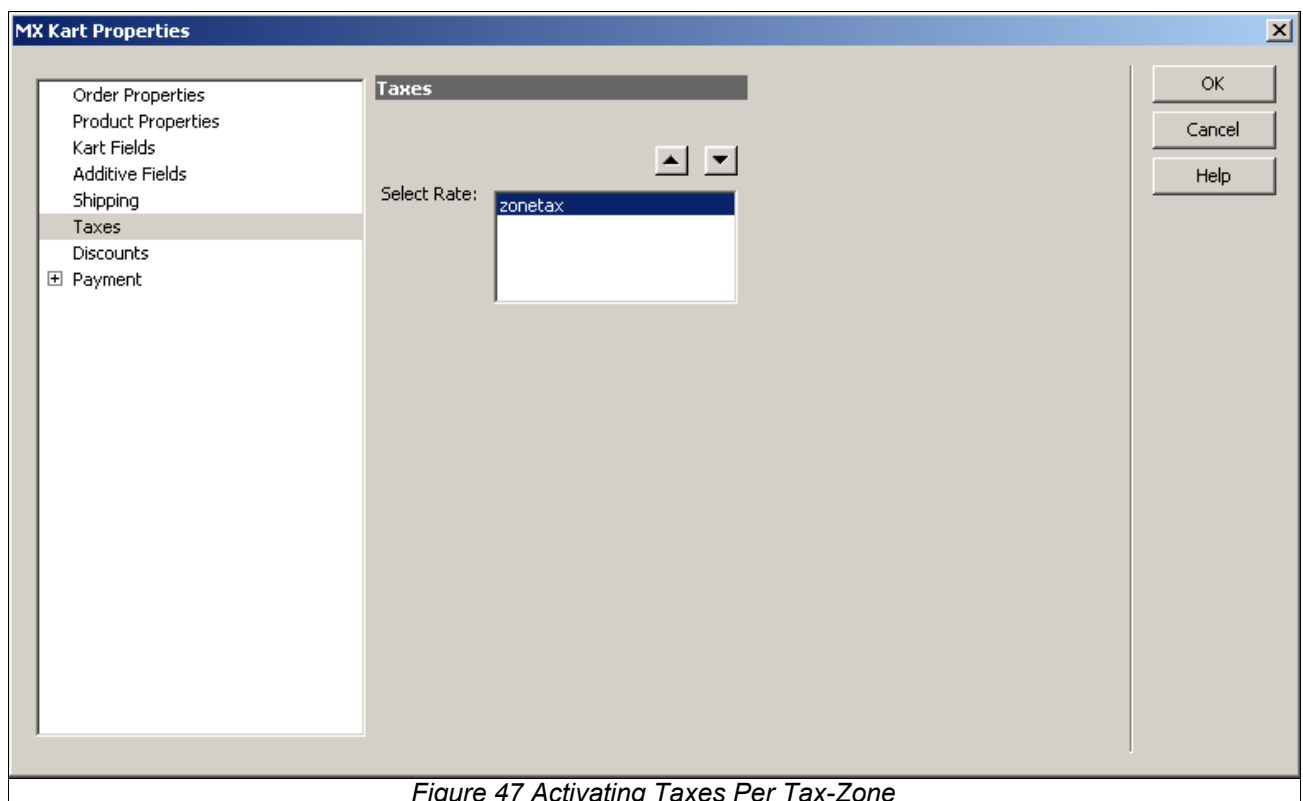 MX Kart Properties
Order Properties
Product Properties
Kart Fields
Additive Fields
Shipping
Taxes
Discounts
Payment
Taxes
Select Rate:
zonetax
OK
Cancel
Help
Figure 47 Activating Taxes Per Tax-Zone